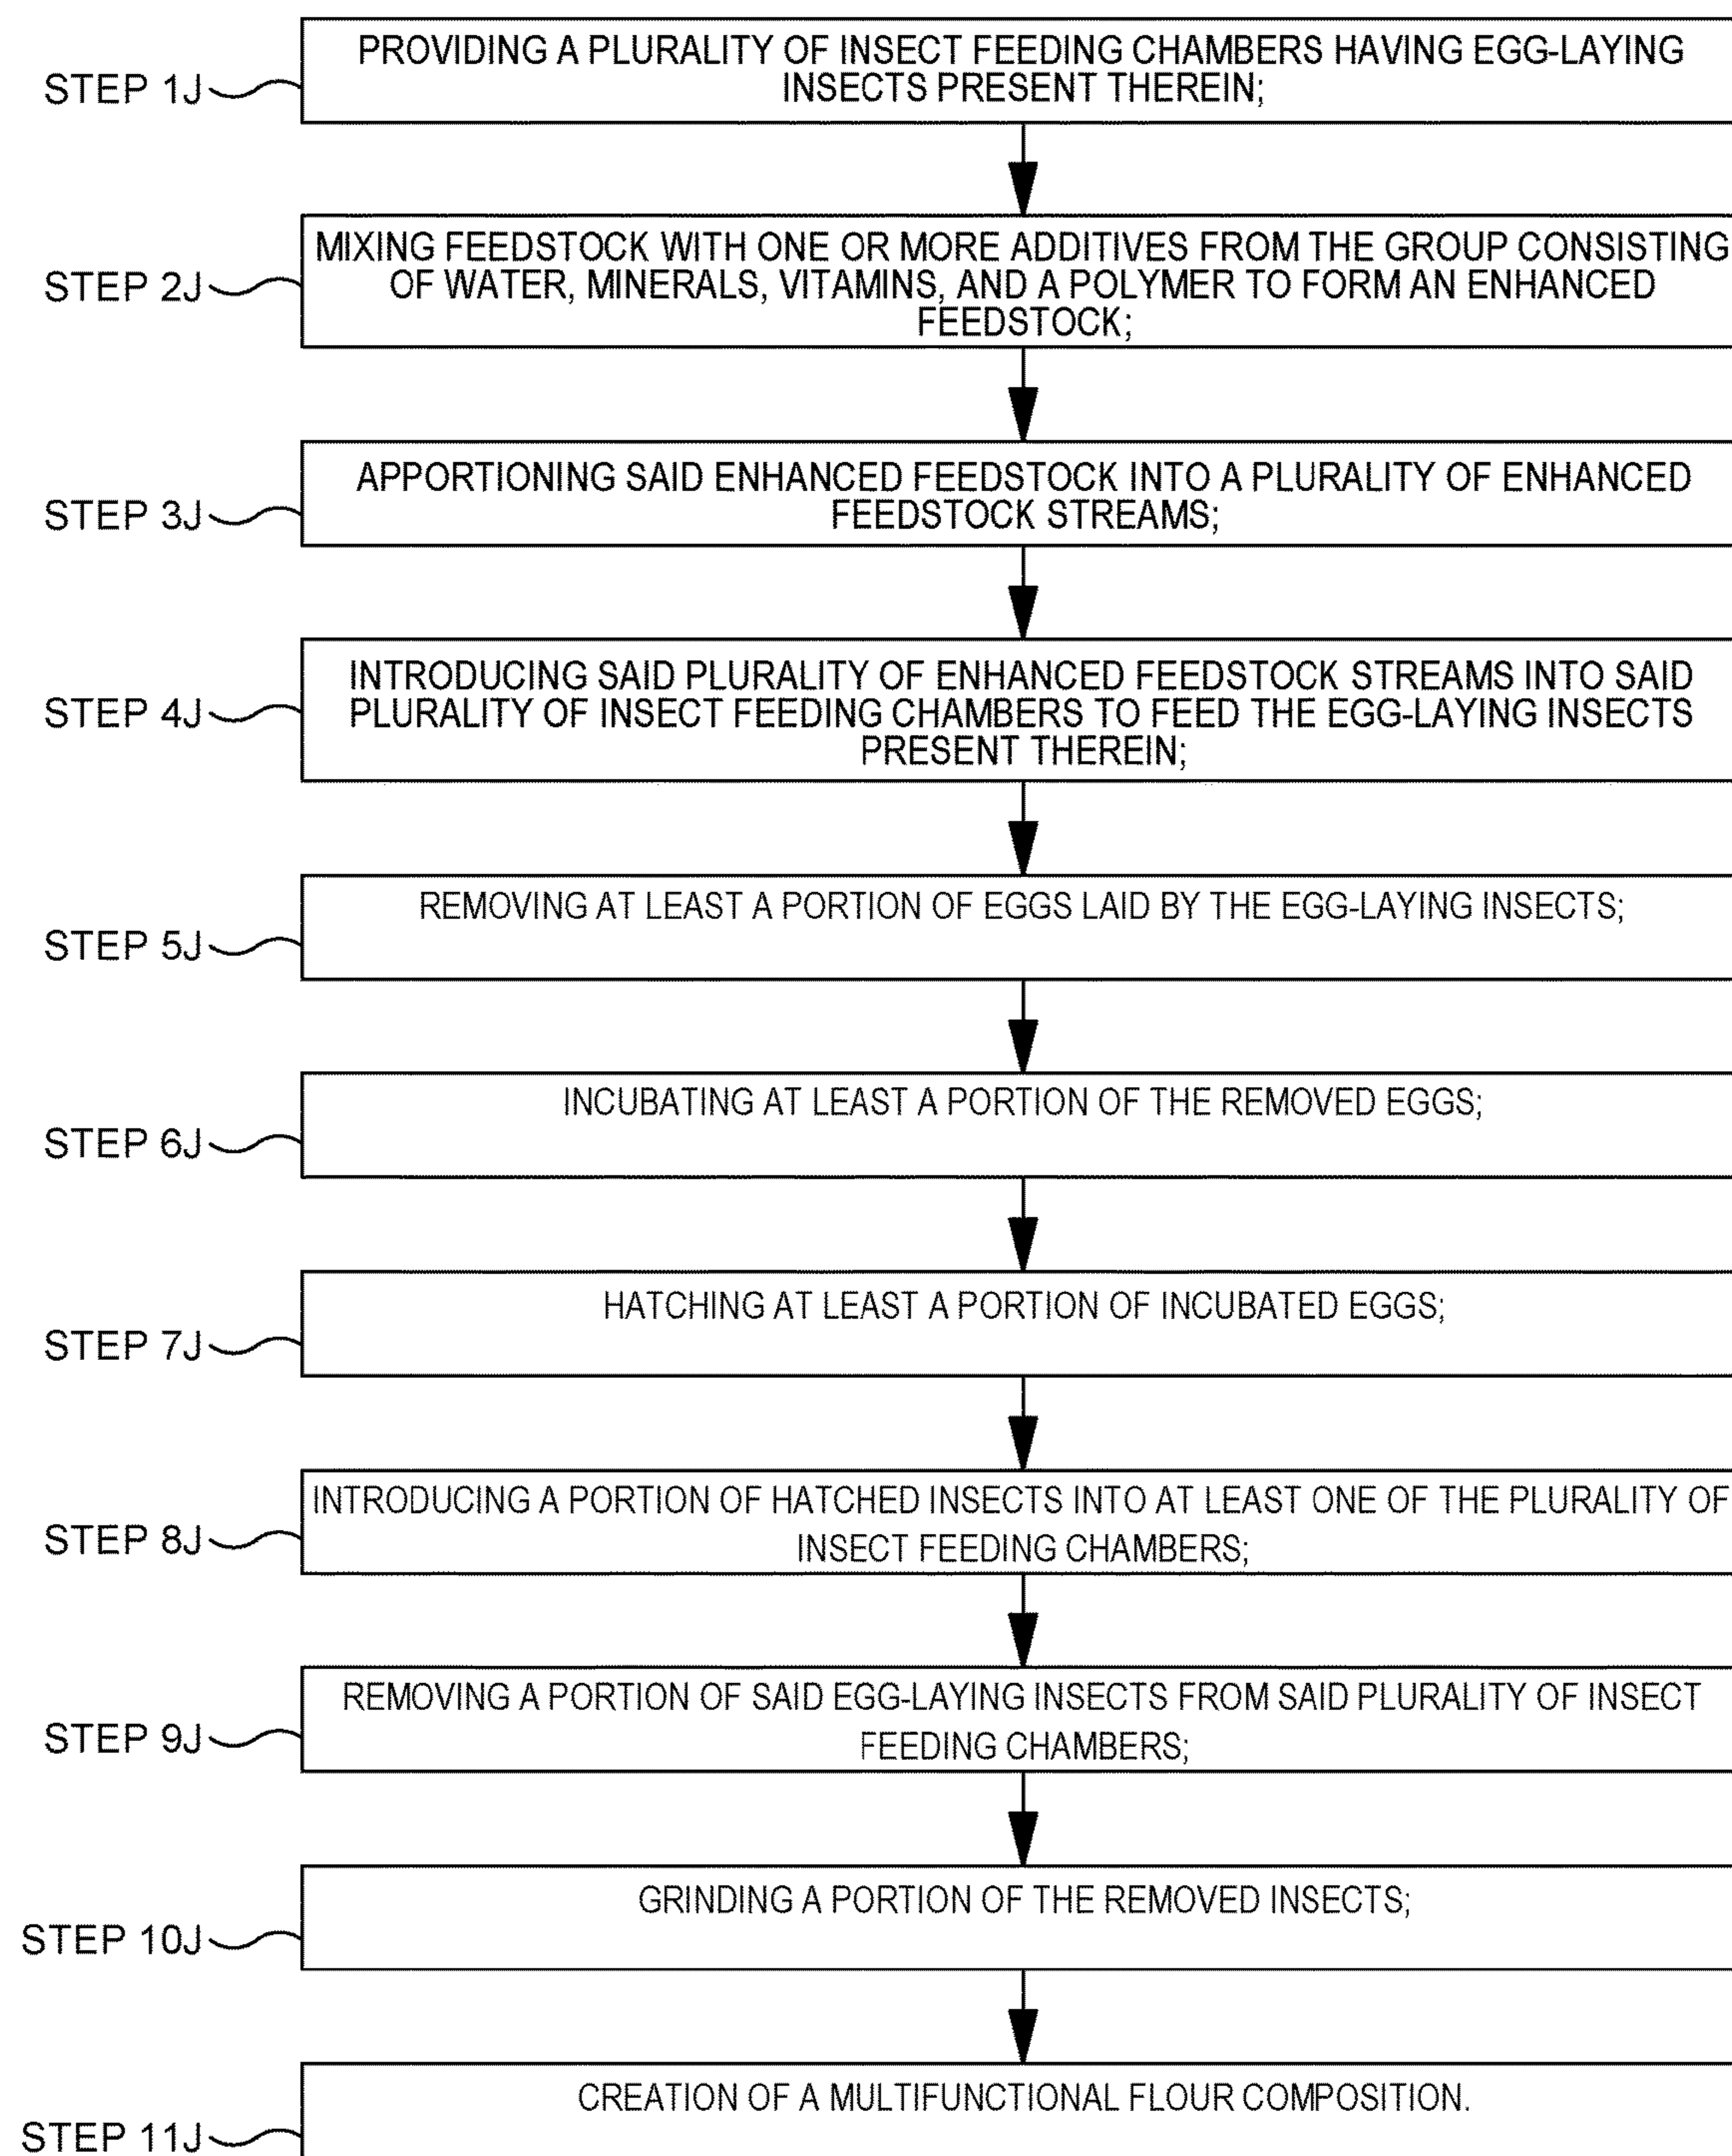 STEP 1J
PROVIDING A PLURALITY OF INSECT FEEDING CHAMBERS HAVING EGG-LAYING
INSECTS PRESENT THEREIN;
STEP 2J
MIXING FEEDSTOCK WITH ONE OR MORE ADDITIVES FROM THE GROUP CONSISTING
OF WATER, MINERALS, VITAMINS, AND A POLYMER TO FORM AN ENHANCED
FEEDSTOCK;
STEP 3J
APPORTIONING SAID ENHANCED FEEDSTOCK INTO A PLURALITY OF ENHANCED
FEEDSTOCK STREAMS;
STEP 4J
INTRODUCING SAID PLURALITY OF ENHANCED FEEDSTOCK STREAMS INTO SAID
PLURALITY OF INSECT FEEDING CHAMBERS TO FEED THE EGG-LAYING INSECTS
PRESENT THEREIN;
STEP 5J
REMOVING AT LEAST A PORTION OF EGGS LAID BY THE EGG-LAYING INSECTS;
STEP 6J
INCUBATING AT LEAST A PORTION OF THE REMOVED EGGS;
STEP 7J
HATCHING AT LEAST A PORTION OF INCUBATED EGGS;
STEP 8J
INTRODUCING A PORTION OF HATCHED INSECTS INTO AT LEAST ONE OF THE PLURALITY OF
INSECT FEEDING CHAMBERS;
STEP 9J
REMOVING A PORTION OF SAID EGG-LAYING INSECTS FROM SAID PLURALITY OF INSECT
FEEDING CHAMBERS;
STEP 10J
GRINDING A PORTION OF THE REMOVED INSECTS;
STEP 11J
CREATION OF A MULTIFUNCTIONAL FLOUR COMPOSITION.